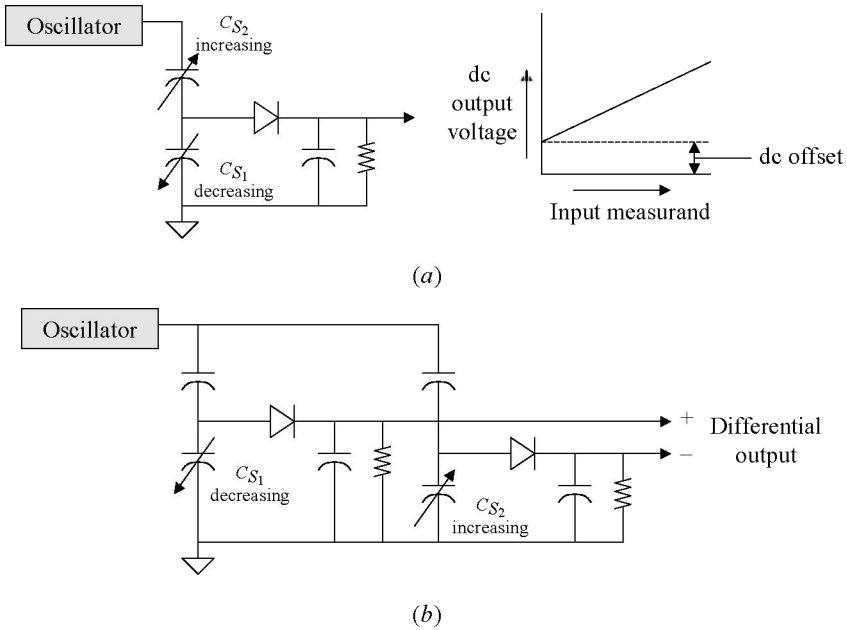 Oscillator
CS2
increasing
CS1
decreasing
dc
output
voltage
dc offset
Input measurand
(a)
Oscillator
+
Differential
−
output
CS1
decreasing
CS2
increasing
(b)